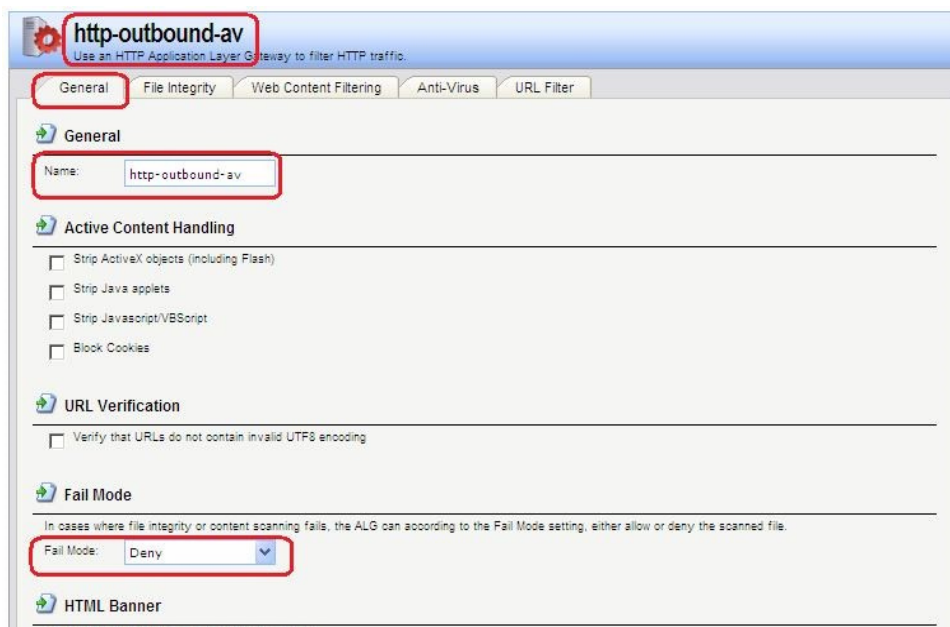 http-outbound-av
Use an HTTP Application Layer Gateway to filter HTTP traffic.
General
File Integrity
Web Content Filtering
Anti-Virus
URL Filter
General
Name:
http-outbound-av
Active Content Handling
Strip ActiveX objects (including Flash)
Strip Java applets
Strip Javascript/VBScript
Block Cookies
URL Verification
Verify that URLs do not contain invalid UTF8 encoding
Fail Mode
In cases where file integrity or content scanning fails, the ALG can according to the Fail Mode setting, either allow or deny the scanned file.
Fail Mode:
Deny
HTML Banner